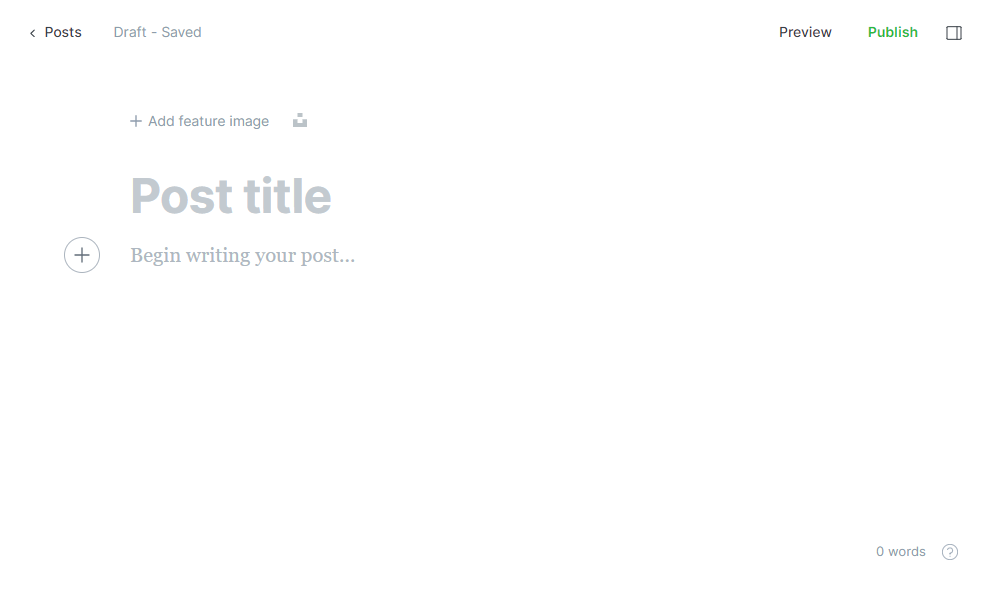 Posts Draft - Saved Preview Publish
Add feature image
Post title
Begin writing your post...
0 words